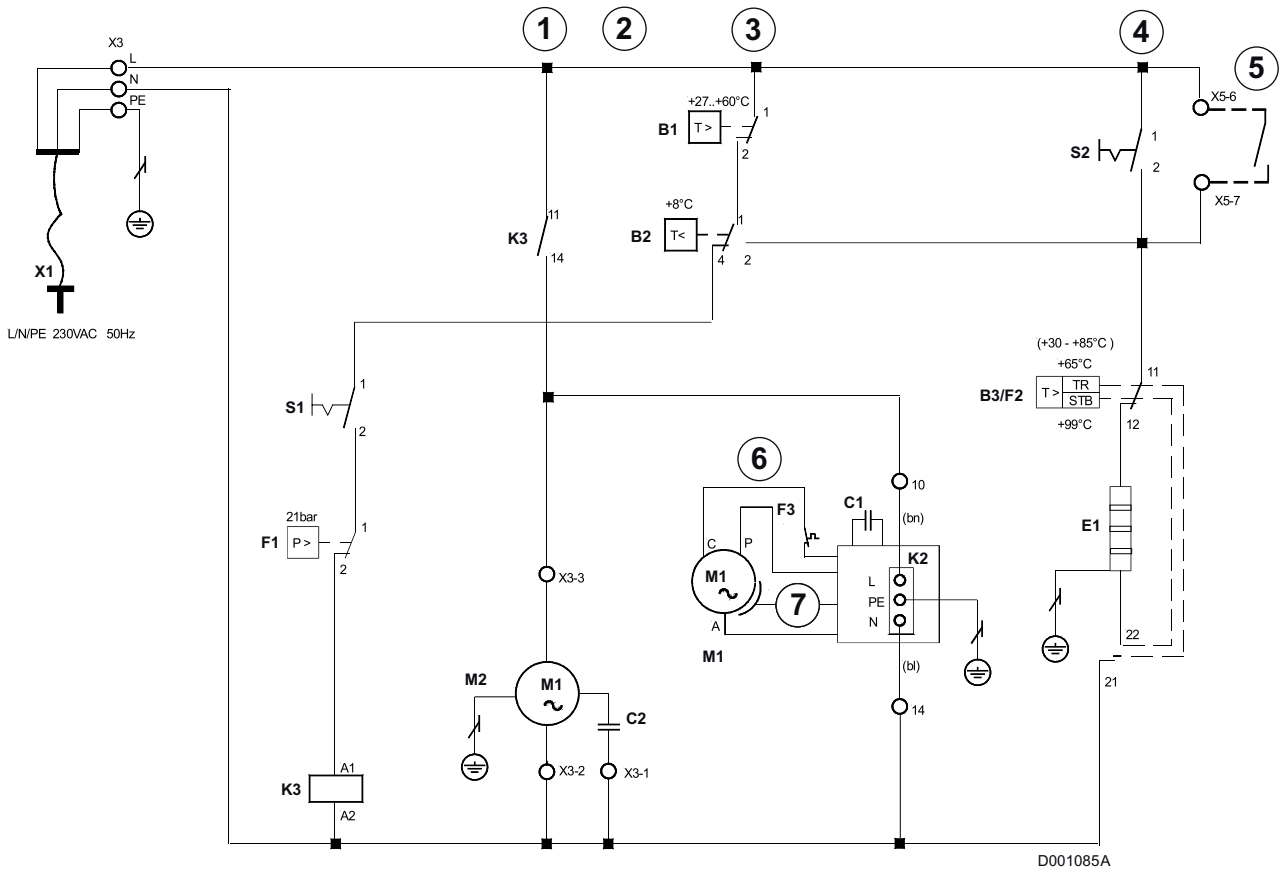 1
2
3
4
5
X3
L
N
PE
X1
L/N/PE 230VAC 50Hz
+27..+60°C
B1
T >
1
2
+8°C
B2
T<
1
4
2
K3
11
14
S2
1
2
X5-6
X5-7
S1
1
2
21bar
F1
P >
1
2
K3
A1
A2
(+30 - +85°C )
+65°C
B3/F2
T >
TR
STB
+99°C
11
12
E1
22
21
6
F3
C
P
M1
A
M1
7
C1
K2
10
(bn)
L
PE
N
(bl)
14
X3-3
M2
M1
C2
X3-2
X3-1
D001085A